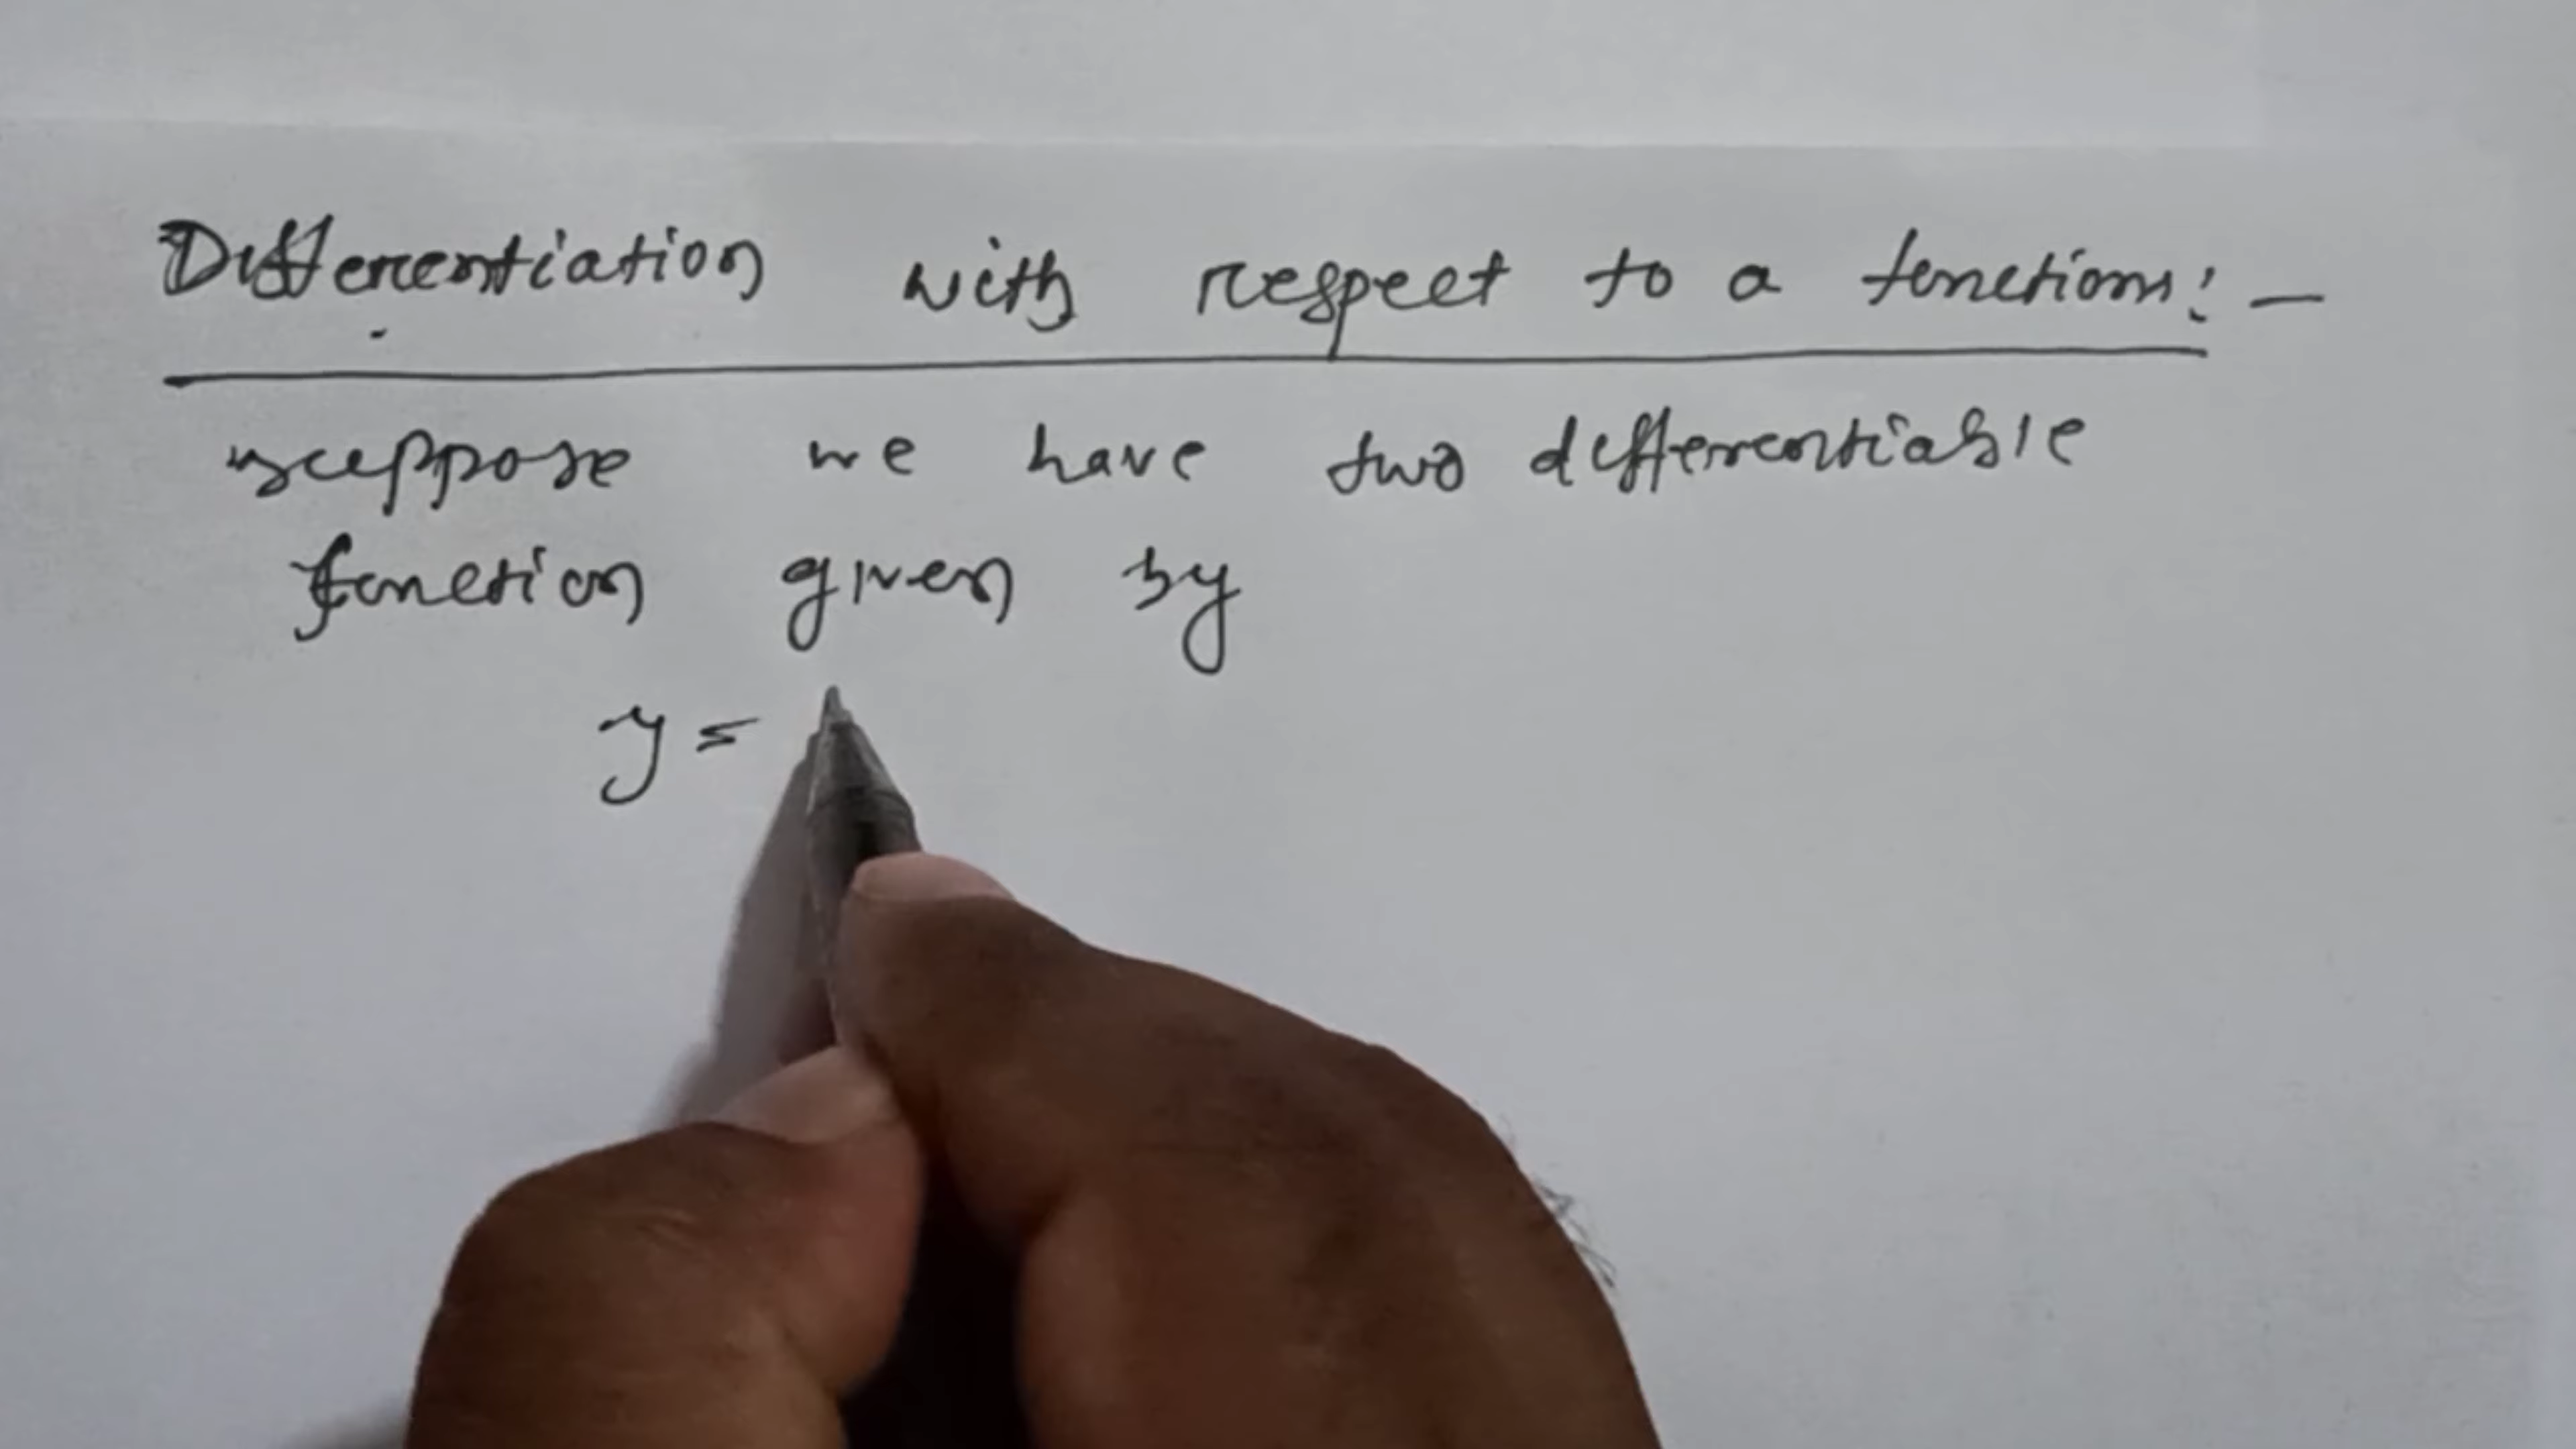 Differentiation with respect to a functions:-
suppose we have two differentiable
function given by
y =